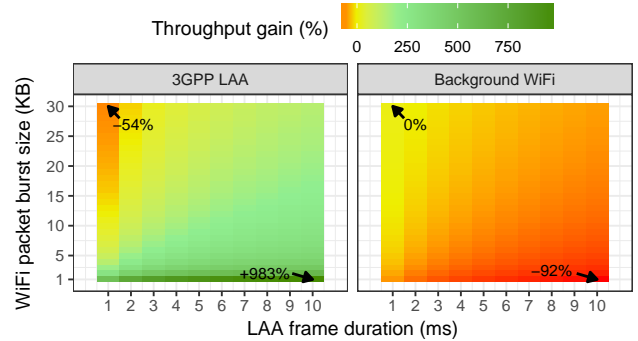 Throughput gain (%)
0 250 500 750
3GPP LAA Background WiFi
WiFi packet burst size (KB)
30
25
20
15
10
5
1
−54%
+983%
0%
−92%
1 2 3 4 5 6 7 8 9 10 1 2 3 4 5 6 7 8 9 10
LAA frame duration (ms)